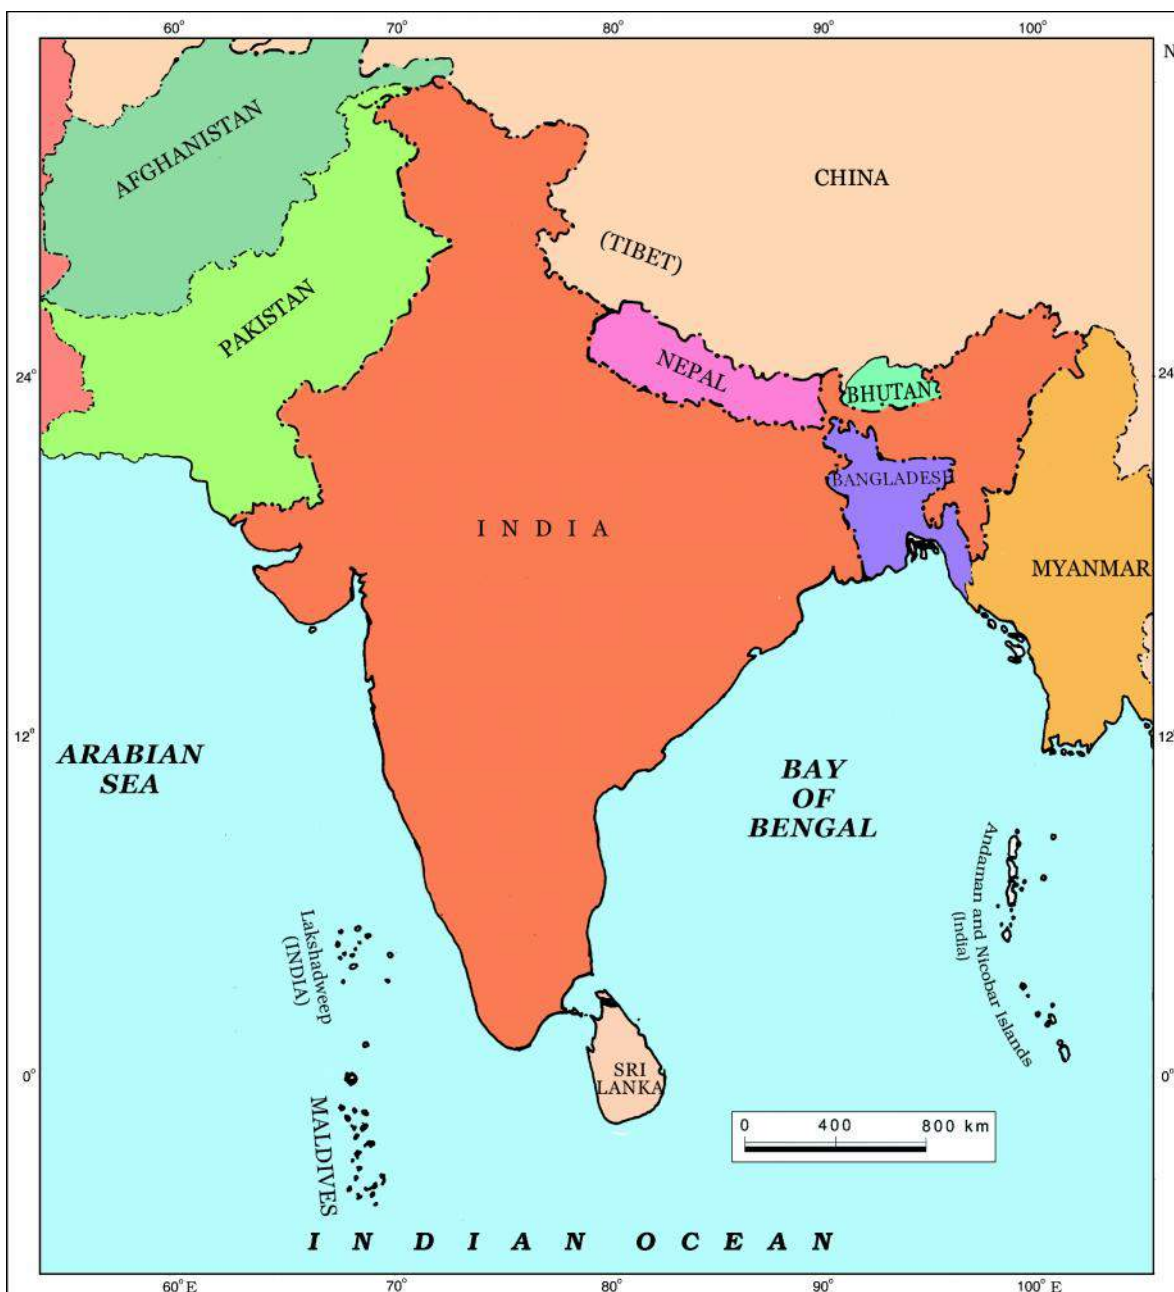 60°
70°
80°
90°
100°
N
AFGHANISTAN
CHINA
(TIBET)
PAKISTAN
24°
NEPAL
BHUTAN
24°
BANGLADESH
INDIA
MYANMAR
12°
ARABIAN
SEA
BAY
OF
BENGAL
12°
Andaman and Nicobar Islands
(India)
Lakshadweep
(INDIA)
0°
SRI
LANKA
0°
MALDIVES
0 400 800 km
INDIAN OCEAN
60° E
70°
80°
90°
100° E